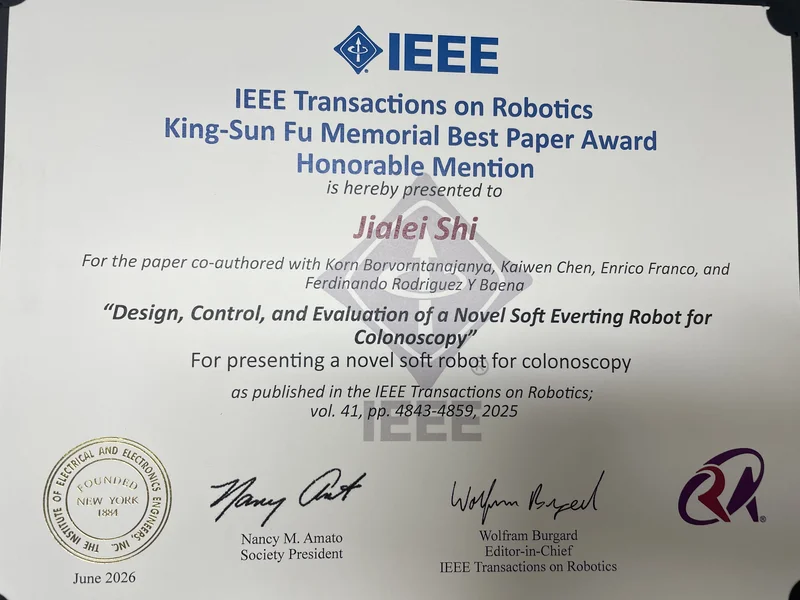 IEEE
IEEE Transactions on Robotics
King-Sun Fu Memorial Best Paper Award
Honorable Mention
is hereby presented to
Jialei Shi
For the paper co-authored with Korn Borvorntanajanya, Kaiwen Chen, Enrico Franco, and
Ferdinando Rodriguez Y Baena
“Design, Control, and Evaluation of a Novel Soft Everting Robot for
Colonoscopy”
For presenting a novel soft robot for colonoscopy
as published in the IEEE Transactions on Robotics;
vol. 41, pp. 4843-4859, 2025
®
IEEE
THE INSTITUTE OF ELECTRICAL AND ELECTRONICS ENGINEERS, INC.
FOUNDED
NEW YORK
1884
June 2026
Nancy M. Amato
Society President
Wolfram Burgard
Editor-in-Chief
IEEE Transactions on Robotics
RA®